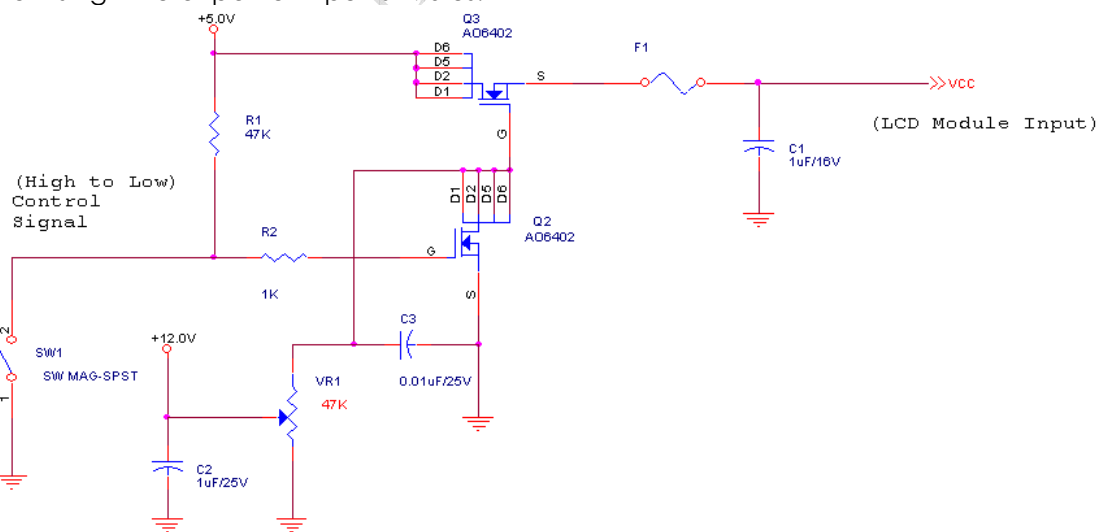 +5.0V
Q3
AO6402
D6
D5
D2
D1
S
G
F1
VCC
(LCD Module Input)
C1
1uF/16V
R1
47K
(High to Low)
Control
Signal
D1
D2
D5
D6
Q2
AO6402
R2
1K
G
S
C3
0.01uF/25V
+12.0V
2
SW1
SW MAG-SPST
1
VR1
47K
C2
1uF/25V